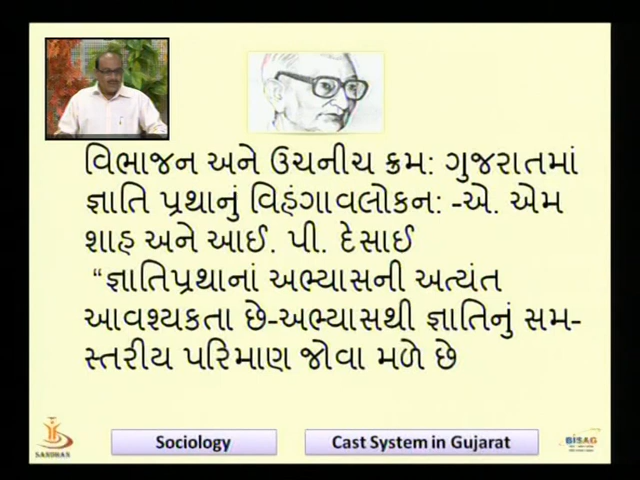 વિભાજન અને ઉચનીચ ક્રમ: ગુજરાતમાં
જ્ઞાતિ પ્રથાનું વિહંગાવલોકન: -એ. એમ
શાહ અને આઈ. પી. દેસાઈ
“જ્ઞાતિપ્રથાનાં અભ્યાસની અત્યંત
આવશ્યકતા છે-અભ્યાસથી જ્ઞાતિનું સમ-
સ્તરીય પરિમાણ જોવા મળે છે
Sociology
Cast System in Gujarat
SANDHAN
BISAG